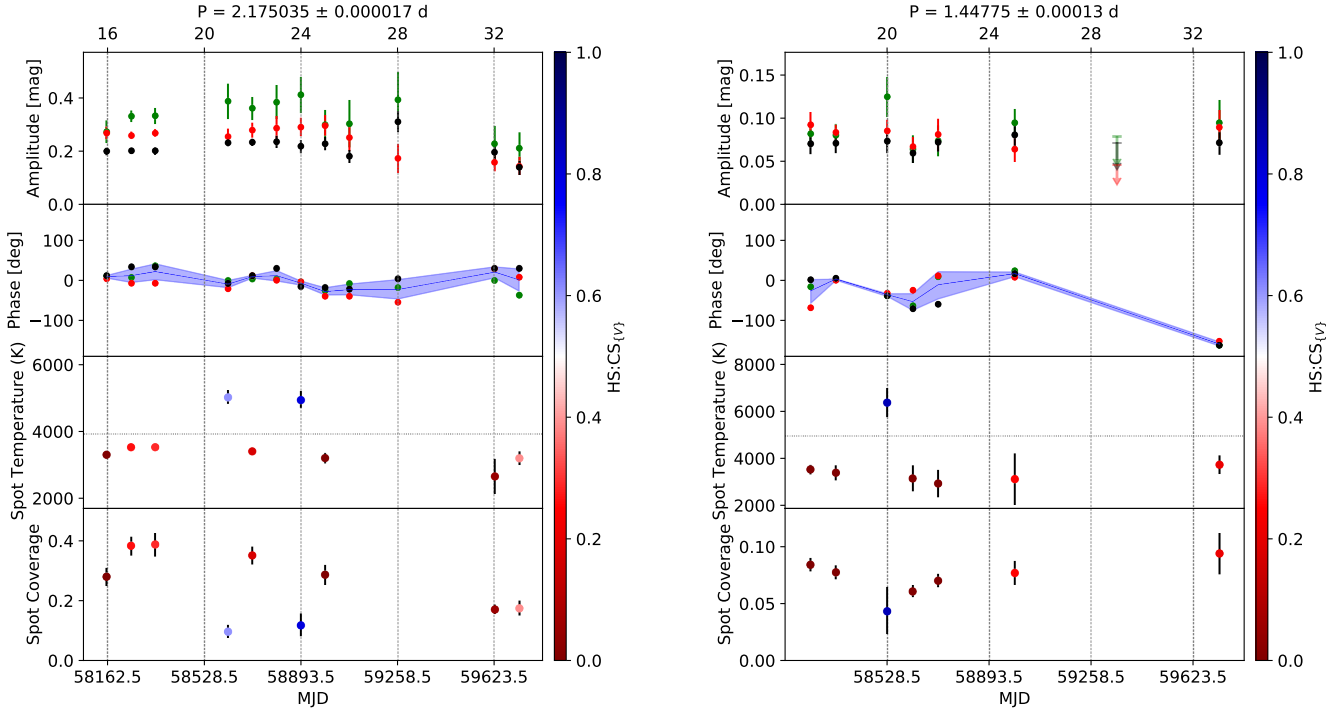 P = 2.175035 ± 0.000017 d
16 20 24 28 32
Amplitude [mag]
0.4
0.2
0.0
Phase [deg]
100
0
−100
Spot Temperature (K)
6000
4000
2000
Spot Coverage
0.4
0.2
0.0
58162.5 58528.5 58893.5 59258.5 59623.5
MJD
1.0
0.8
0.6
0.4
0.2
0.0
HS:CS{V}
P = 1.44775 ± 0.00013 d
20 24 28 32
Amplitude [mag]
0.15
0.10
0.05
0.00
Phase [deg]
100
0
−100
Spot Temperature (K)
8000
6000
4000
2000
Spot Coverage
0.10
0.05
0.00
58528.5 58893.5 59258.5 59623.5
MJD
1.0
0.8
0.6
0.4
0.2
0.0
HS:CS{V}